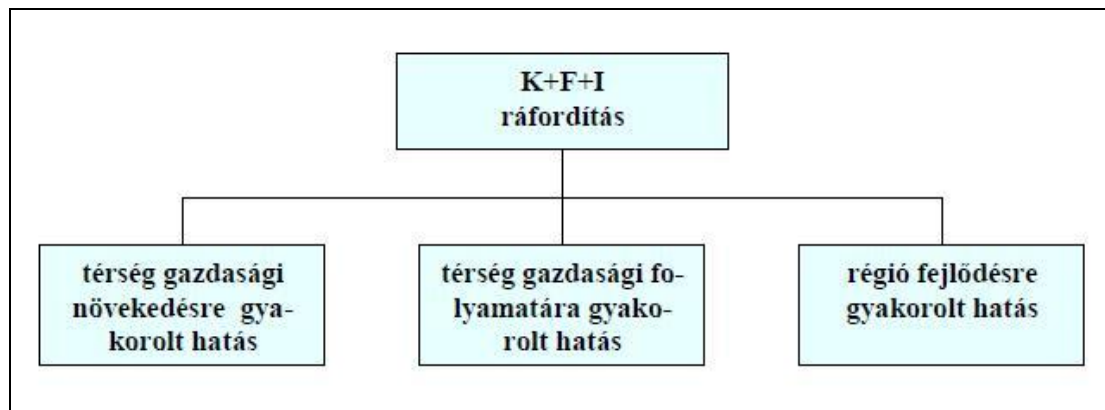 K+F+I
ráfordítás
térség gazdasági
növekedésre gya-
korolt hatás
térség gazdasági fo-
lyamatára gyako-
rolt hatás
régió fejlődésre
gyakorolt hatás